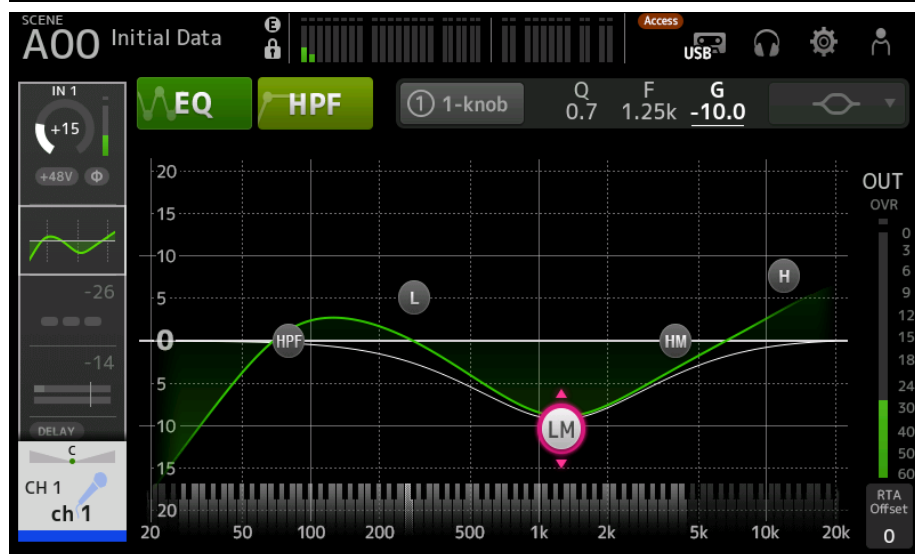 SCENE
A00 Initial Data
E
Access
USB
IN 1
+15
+48V Φ
-26
-14
DELAY
C
CH 1
ch 1
EQ
HPF
1 1-knob
Q F G
0.7 1.25k -10.0
20
15
10
5
0
5
10
15
20
L
H
HPF
HM
LM
20 50 100 200 500 1k 2k 5k 10k 20k
OUT
OVR
0
3
6
9
12
15
18
24
30
40
50
60
RTA
Offset
0